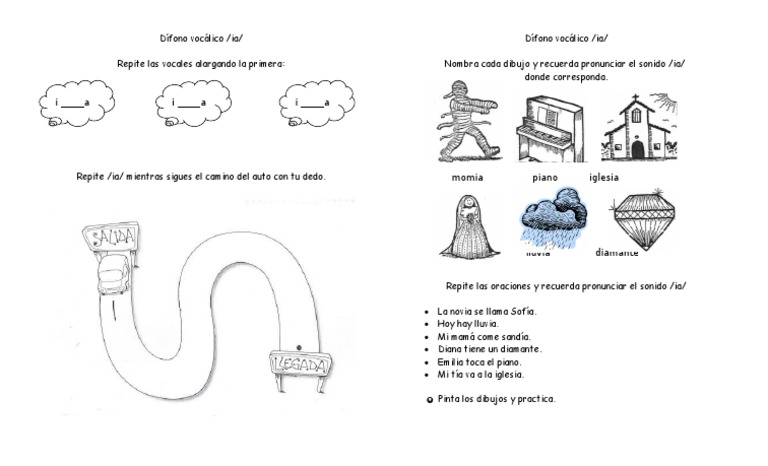 Dífono vocálico /ia/
Repite las vocales alargando la primera:
i ____a
i ____a
i ____a
Repite /ia/ mientras sigues el camino del auto con tu dedo.
SALIDA
LLEGADA
Dífono vocálico /ia/
Nombra cada dibujo y recuerda pronunciar el sonido /ia/
donde corresponda.
momia piano iglesia
lluvia diamante
Repite las oraciones y recuerda pronunciar el sonido /ia/
• La novia se llama Sofía.
• Hoy hay lluvia.
• Mi mamá come sandía.
• Diana tiene un diamante.
• Emilia toca el piano.
• Mi tía va a la iglesia.
Pinta los dibujos y practica.